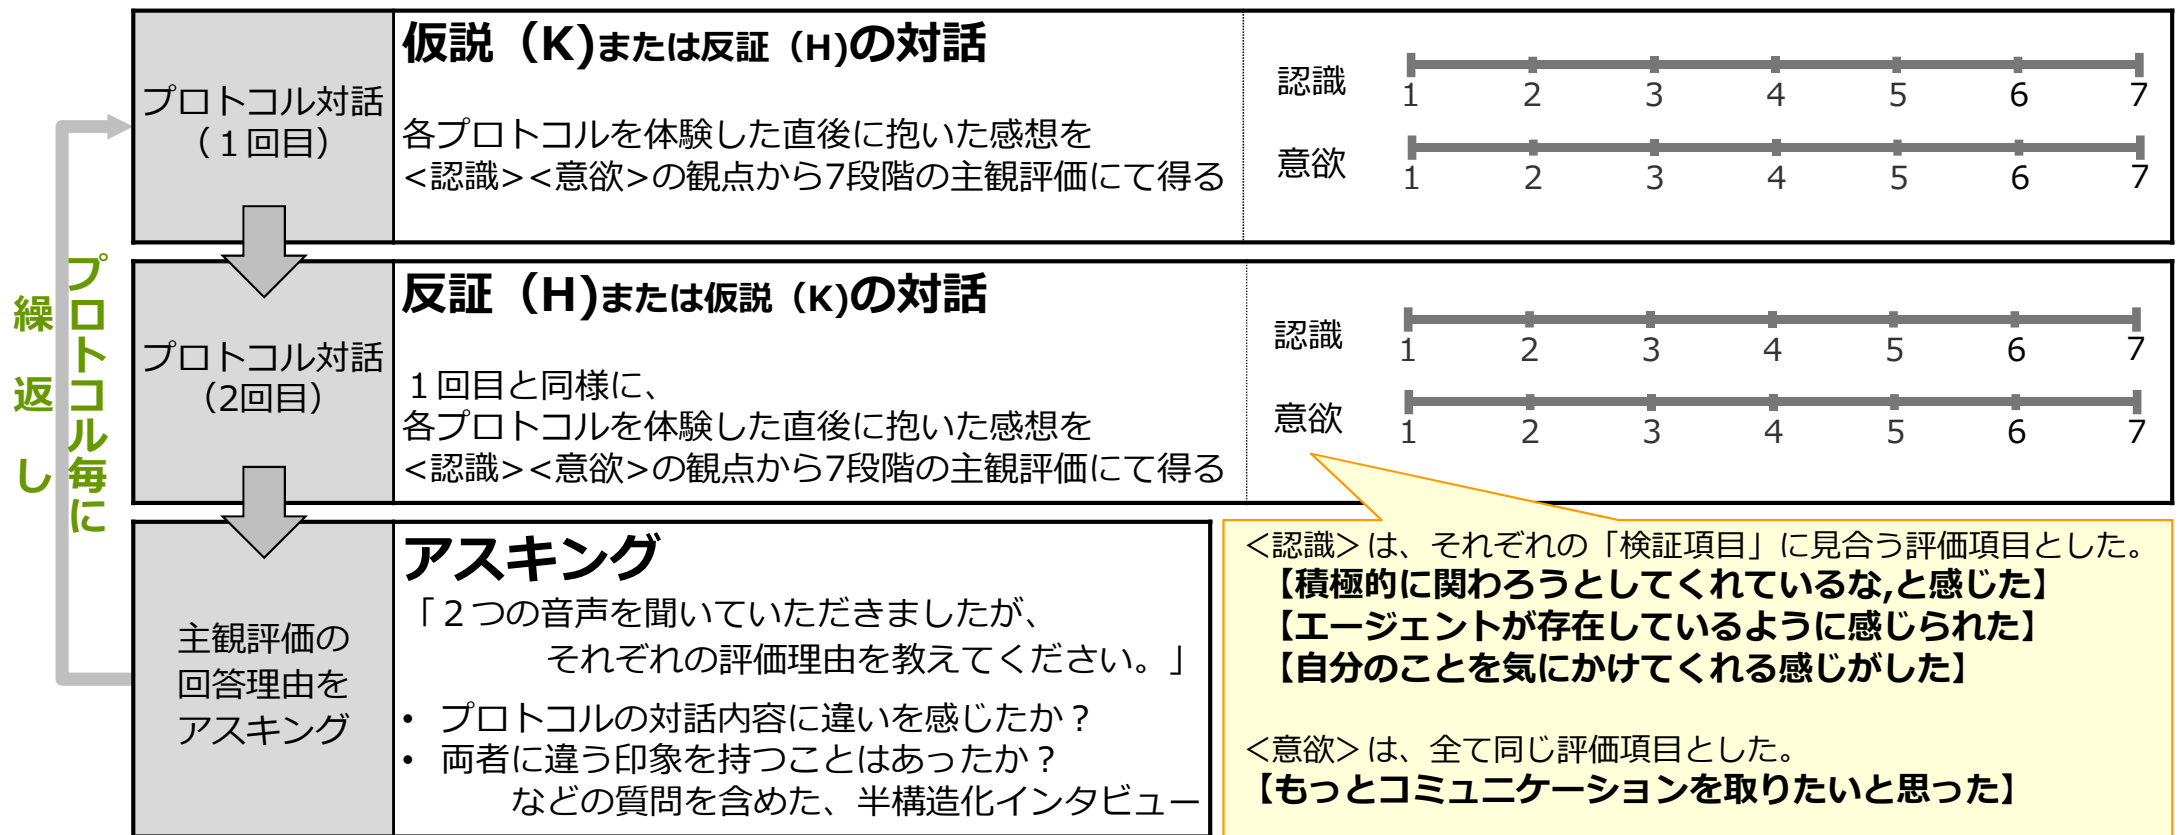 プロトコル毎に
繰返し
プロトコル対話
（１回目）
仮説（K)または反証（H)の対話
各プロトコルを体験した直後に抱いた感想を
<認識><意欲>の観点から7段階の主観評価にて得る
認識
1 2 3 4 5 6 7
意欲
1 2 3 4 5 6 7
プロトコル対話
（2回目）
反証（H)または仮説（K)の対話
１回目と同様に、
各プロトコルを体験した直後に抱いた感想を
<認識><意欲>の観点から7段階の主観評価にて得る
認識
1 2 3 4 5 6 7
意欲
1 2 3 4 5 6 7
主観評価の
回答理由を
アスキング
アスキング
「２つの音声を聞いていただきましたが、
それぞれの評価理由を教えてください。」
• プロトコルの対話内容に違いを感じたか？
• 両者に違う印象を持つことはあったか？
などの質問を含めた、半構造化インタビュー
＜認識＞は、それぞれの「検証項目」に見合う評価項目とした。
【積極的に関わろうとしてくれているな,と感じた】
【エージェントが存在しているように感じられた】
【自分のことを気にかけてくれる感じがした】
＜意欲＞は、全て同じ評価項目とした。
【もっとコミュニケーションを取りたいと思った】